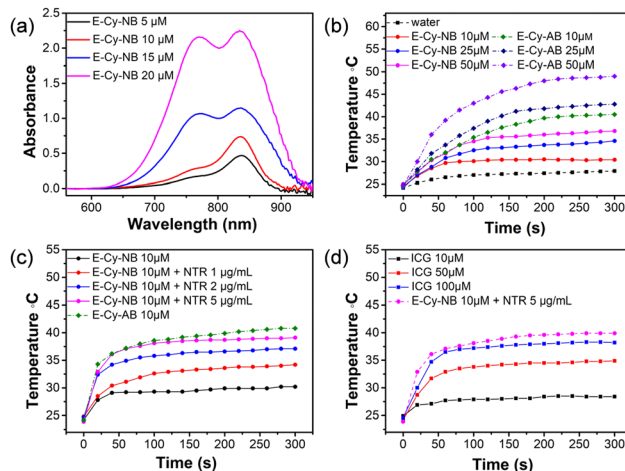 (a)
E-Cy-NB 5 μM
E-Cy-NB 10 μM
E-Cy-NB 15 μM
E-Cy-NB 20 μM
Absorbance
2.5
2.0
1.5
1.0
0.5
0.0
600 700 800 900
Wavelength (nm)
(b)
water
E-Cy-NB 10μM E-Cy-AB 10μM
E-Cy-NB 25μM E-Cy-AB 25μM
E-Cy-NB 50μM E-Cy-AB 50μM
Temperature °C
60
55
50
45
40
35
30
25
0 50 100 150 200 250 300
Time (s)
(c)
E-Cy-NB 10μM
E-Cy-NB 10μM + NTR 1 μg/mL
E-Cy-NB 10μM + NTR 2 μg/mL
E-Cy-NB 10μM + NTR 5 μg/mL
E-Cy-AB 10μM
Temperature °C
55
50
45
40
35
30
25
0 50 100 150 200 250 300
Time (s)
(d)
ICG 10μM
ICG 50μM
ICG 100μM
E-Cy-NB 10μM + NTR 5 μg/mL
Temperature °C
55
50
45
40
35
30
25
0 50 100 150 200 250 300
Time (s)